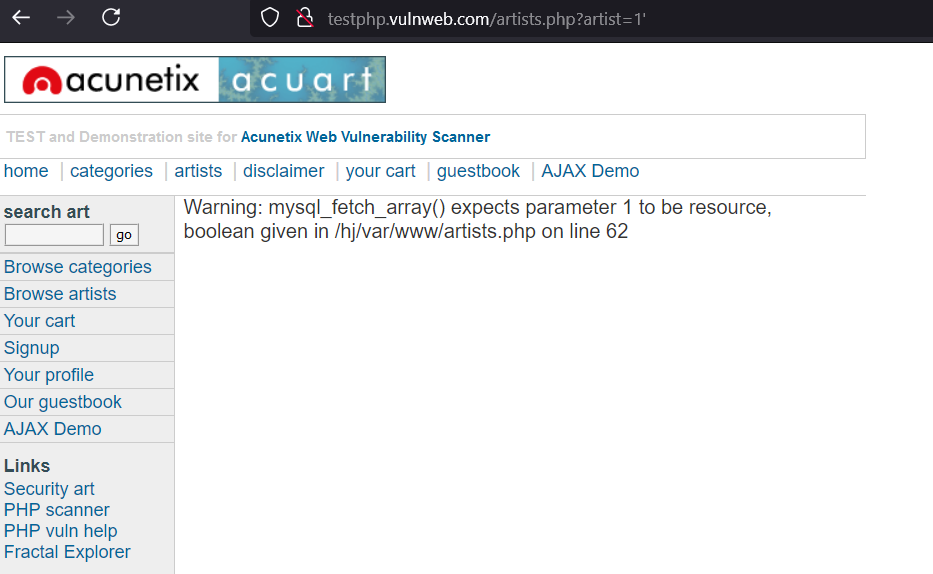 testphp.vulnweb.com/artists.php?artist=1'
acunetix acuart
TEST and Demonstration site for Acunetix Web Vulnerability Scanner
home | categories | artists | disclaimer | your cart | guestbook | AJAX Demo
search art
go
Browse categories
Browse artists
Your cart
Signup
Your profile
Our guestbook
AJAX Demo
Links
Security art
PHP scanner
PHP vuln help
Fractal Explorer
Warning: mysql_fetch_array() expects parameter 1 to be resource,
boolean given in /hj/var/www/artists.php on line 62